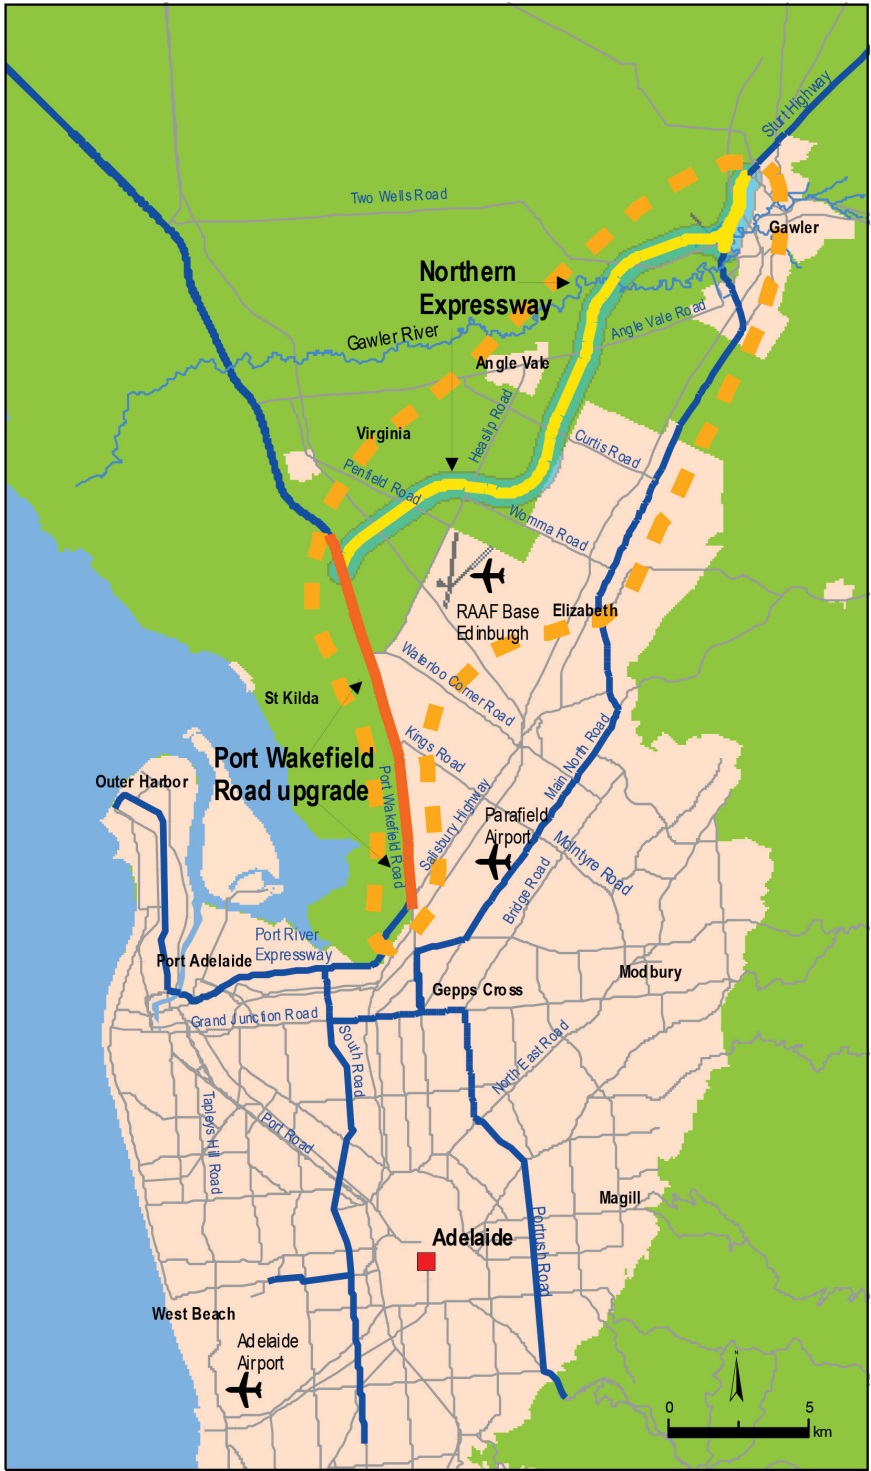 Sturt Highway
Two Wells Road
Gawler
Northern
Expressway
Gawler River
Angle Vale Road
Angle Vale
Heaslip Road
Virginia
Curtis Road
Penfield Road
Womma Road
RAAF Base
Edinburgh
Elizabeth
Waterloo Corner Road
St Kilda
Kings Road
Main North Road
Port Wakefield
Road upgrade
Outer Harbor
Port Wakefield Road
Salisbury Highway
Parafield
Airport
McIntyre Road
Bridge Road
Port River
Expressway
Port Adelaide
Modbury
Gepps Cross
Grand Junction Road
South Road
North East Road
Tapleys Hill Road
Port Road
Magill
Portrush Road
Adelaide
West Beach
Adelaide
Airport
N
0 5
km